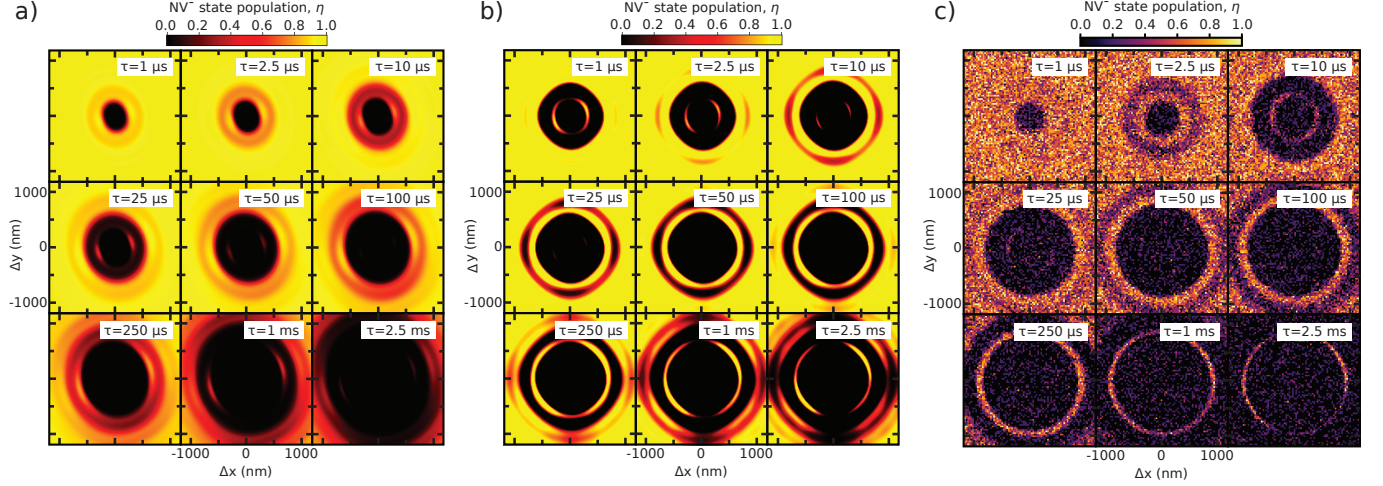 a)
NV⁻ state population, η
0.0 0.2 0.4 0.6 0.8 1.0
τ=1 μs
τ=2.5 μs
τ=10 μs
τ=25 μs
τ=50 μs
τ=100 μs
τ=250 μs
τ=1 ms
τ=2.5 ms
1000
0
-1000
Δy (nm)
-1000 0 1000
Δx (nm)
b)
NV⁻ state population, η
0.0 0.2 0.4 0.6 0.8 1.0
τ=1 μs
τ=2.5 μs
τ=10 μs
τ=25 μs
τ=50 μs
τ=100 μs
τ=250 μs
τ=1 ms
τ=2.5 ms
1000
0
-1000
Δy (nm)
-1000 0 1000
Δx (nm)
c)
NV⁻ state population, η
0.0 0.2 0.4 0.6 0.8 1.0
τ=1 μs
τ=2.5 μs
τ=10 μs
τ=25 μs
τ=50 μs
τ=100 μs
τ=250 μs
τ=1 ms
τ=2.5 ms
1000
0
-1000
Δy (nm)
-1000 0 1000
Δx (nm)